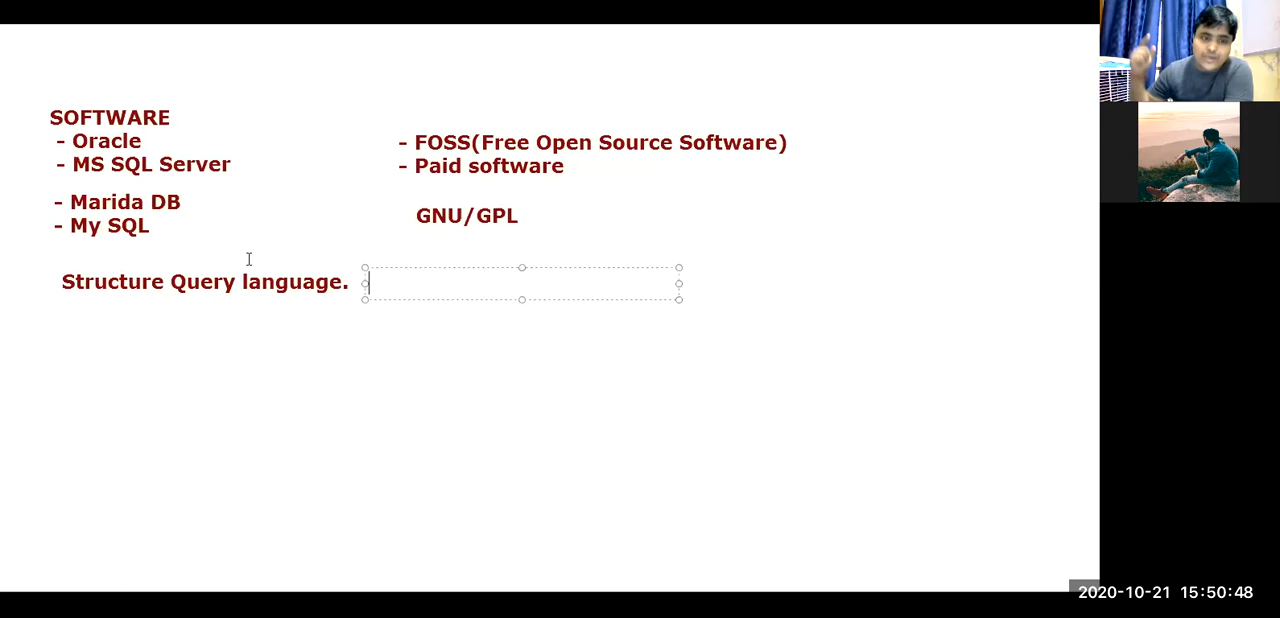 SOFTWARE
- Oracle
- MS SQL Server
- Marida DB
- My SQL
- FOSS(Free Open Source Software)
- Paid software
GNU/GPL
Structure Query language.
2020-10-21 15:50:48